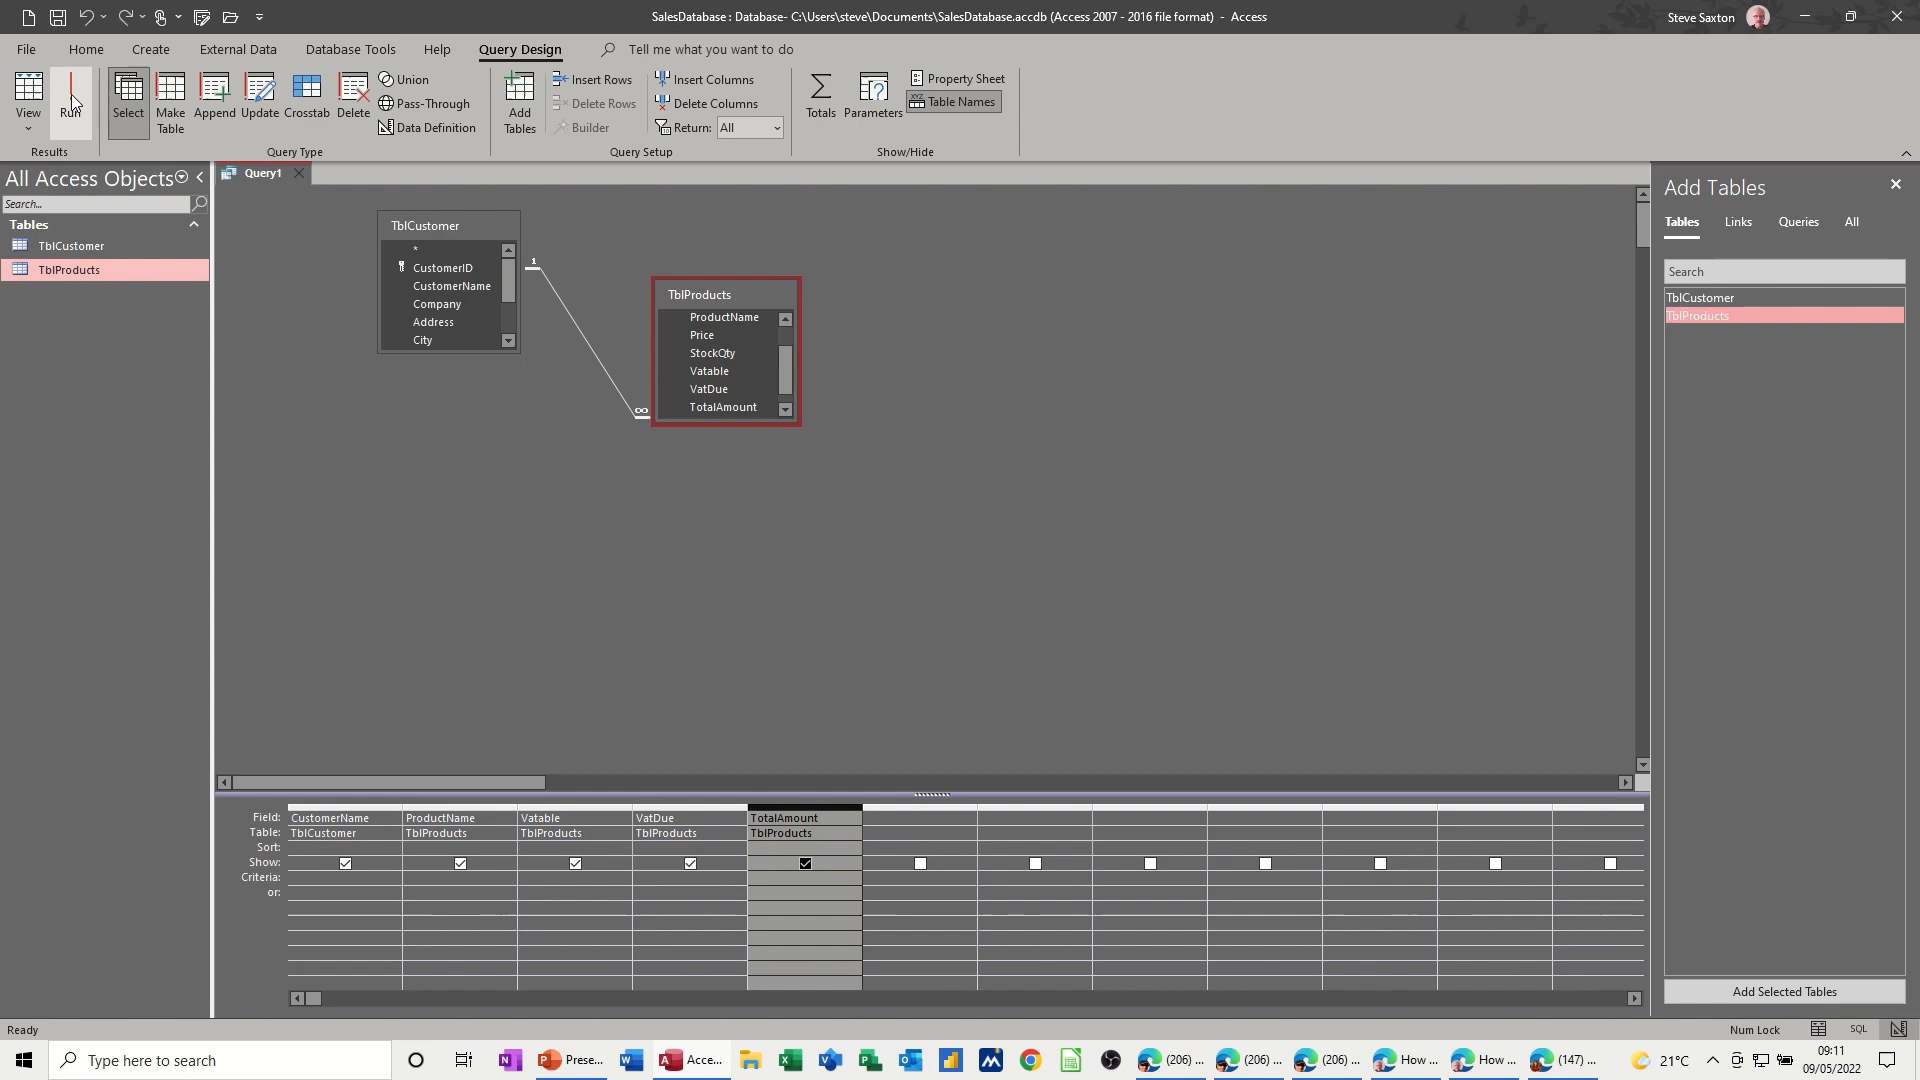 SalesDatabase : Database- C:\Users\steve\Documents\SalesDatabase.accdb (Access 2007 - 2016 file format) - Access
Steve Saxton
File Home Create External Data Database Tools Help Query Design Tell me what you want to do
View Run Select Make Table Append Update Crosstab Delete
Union
Pass-Through
Data Definition
Add Tables
Insert Rows
Delete Rows
Builder
Insert Columns
Delete Columns
Return: All
Totals Parameters
Property Sheet
Table Names
Results Query Type Query Setup Show/Hide
All Access Objects
Search...
Tables
TblCustomer
TblProducts
Query1
TblCustomer
*
CustomerID
CustomerName
Company
Address
City
1
∞
TblProducts
ProductName
Price
StockQty
Vatable
VatDue
TotalAmount
Add Tables
Tables Links Queries All
Search
TblCustomer
TblProducts
Add Selected Tables
Field: CustomerName ProductName Vatable VatDue TotalAmount
Table: TblCustomer TblProducts TblProducts TblProducts TblProducts
Sort:
Show:
Criteria:
or:
Ready
Num Lock SQL
Type here to search
Prese... Acce... (206) ... (206) ... (206) ... How ... How ... (147) ...
21°C
09:11
09/05/2022